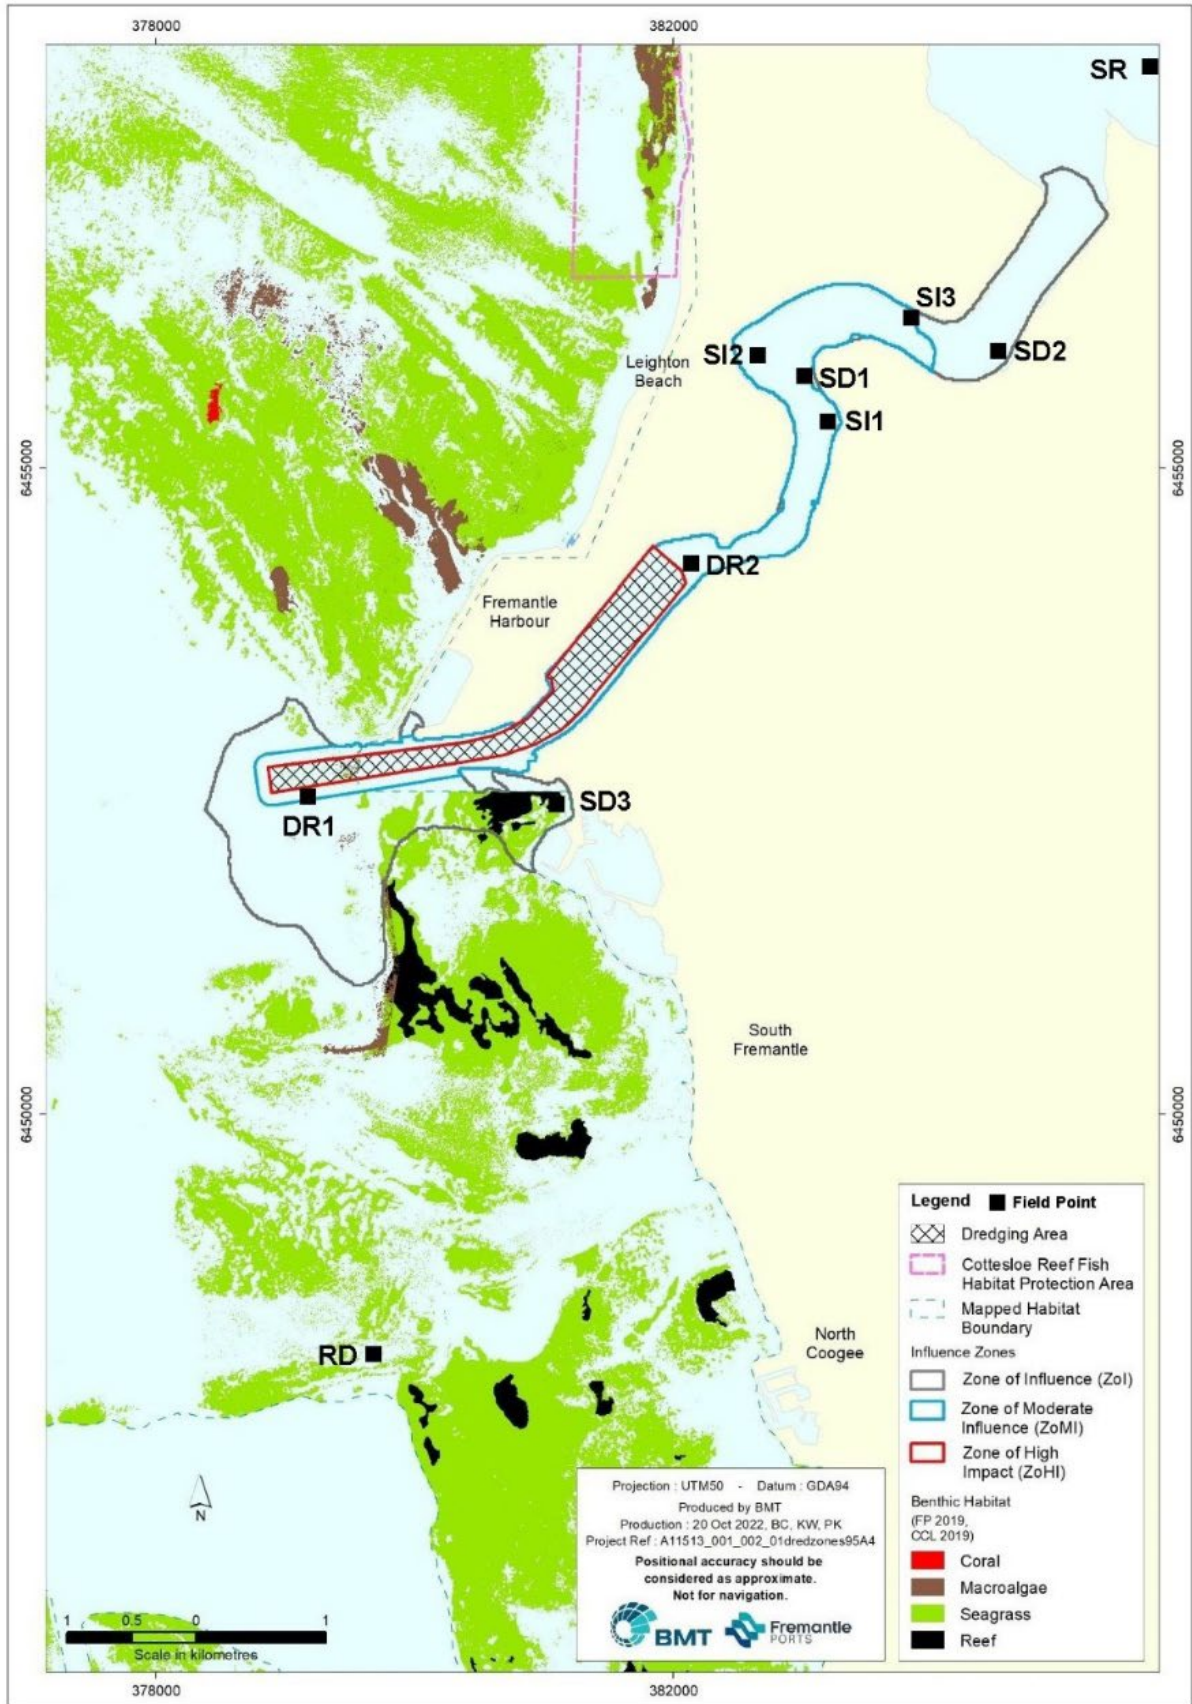 378000
382000
SR
SI3
SI2
SD2
Leighton
Beach
SD1
SI1
6455000
6455000
DR2
Fremantle
Harbour
SD3
DR1
South
Fremantle
6450000
6450000
North
Coogee
RD
N
1 0.5 0 1
Scale in kilometres
Legend Field Point
Dredging Area
Cottesloe Reef Fish
Habitat Protection Area
Mapped Habitat
Boundary
Influence Zones
Zone of Influence (ZoI)
Zone of Moderate
Influence (ZoMI)
Zone of High
Impact (ZoHI)
Benthic Habitat
(FP 2019,
CCL 2019)
Coral
Macroalgae
Seagrass
Reef
Projection : UTM50 - Datum : GDA94
Produced by BMT
Production : 20 Oct 2022, BC, KW, PK
Project Ref : A11513_001_002_01dredzones95A4
Positional accuracy should be
considered as approximate.
Not for navigation.
BMT Fremantle
PORTS
378000
382000